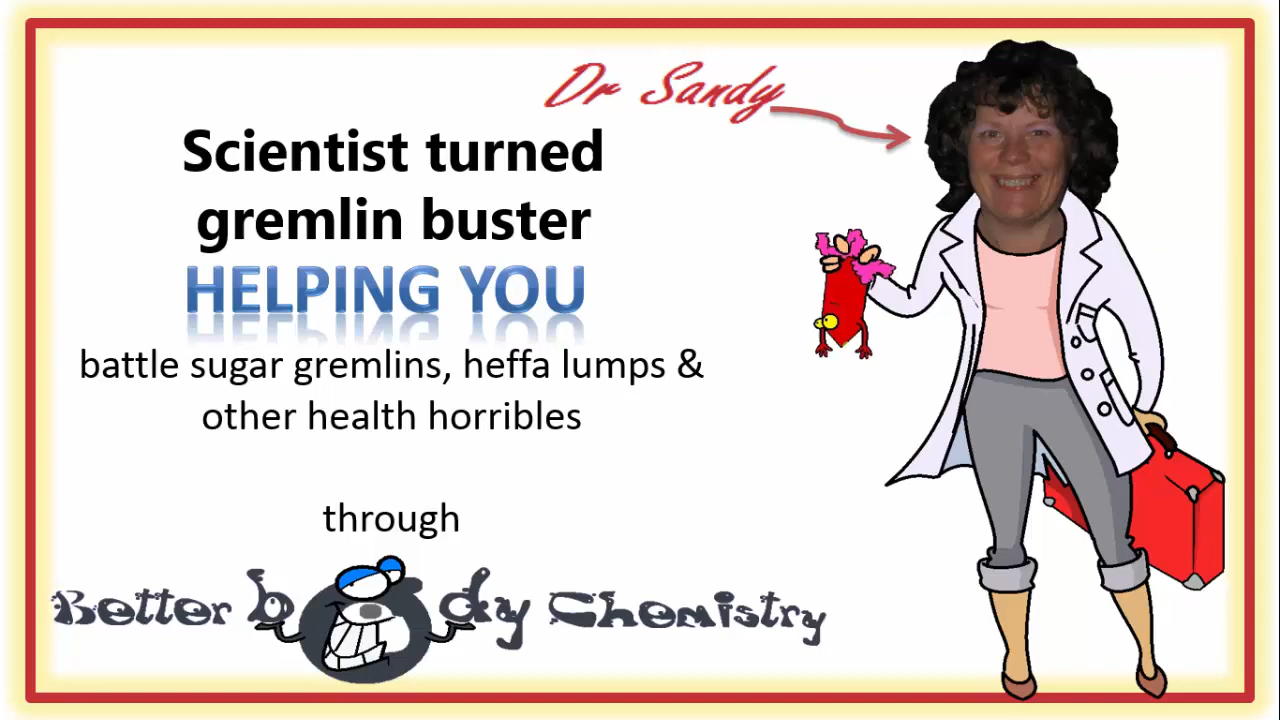 Dr Sandy
Scientist turned
gremlin buster
HELPING YOU
battle sugar gremlins, heffa lumps &
other health horribles
through
Better body Chemistry